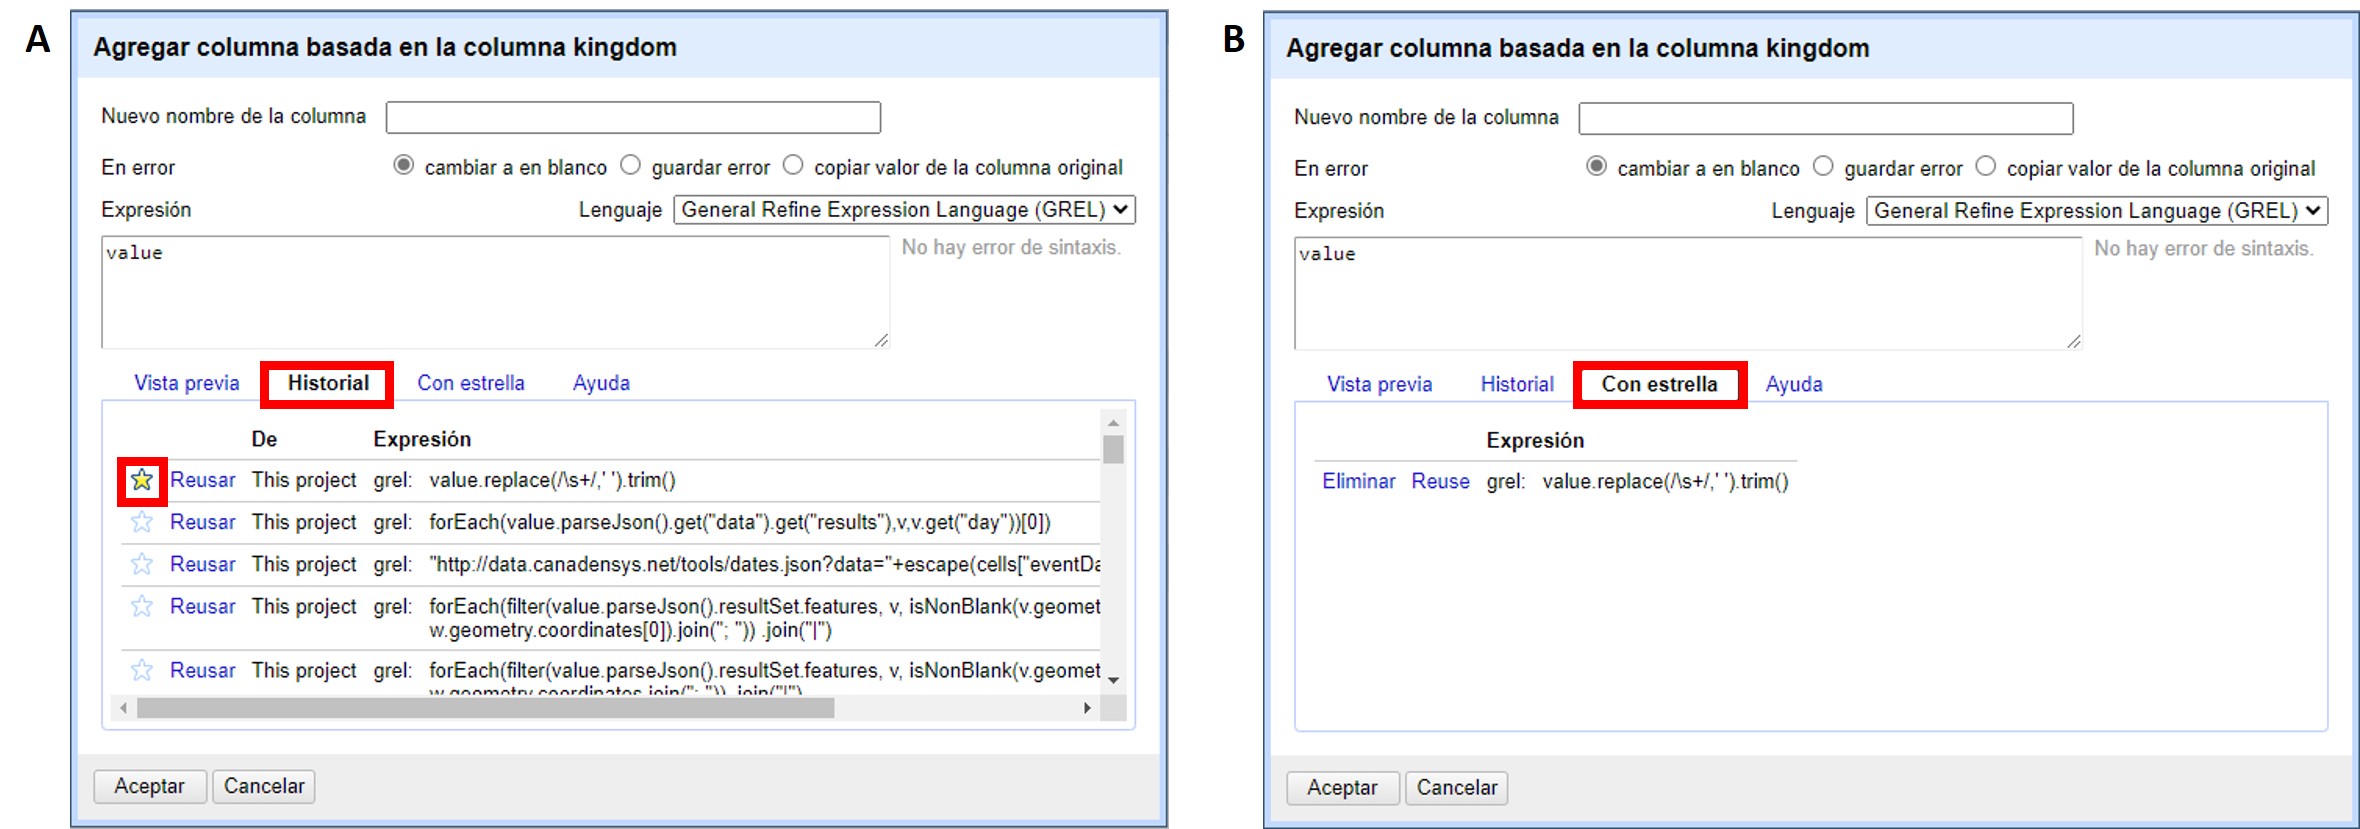 A
Agregar columna basada en la columna kingdom
Nuevo nombre de la columna
En error cambiar a en blanco guardar error copiar valor de la columna original
Expresión Lenguaje General Refine Expression Language (GREL)
value
No hay error de sintaxis.
Vista previa Historial Con estrella Ayuda
De Expresión
Reusar This project grel: value.replace(/\s+/,' ').trim()
Reusar This project grel: forEach(value.parseJson().get("data").get("results"),v,v.get("day"))[0])
Reusar This project grel: "http://data.canadensys.net/tools/dates.json?data="+escape(cells["eventDa
Reusar This project grel: forEach(filter(value.parseJson().resultSet.features, v, isNonBlank(v.geomet
w.geometry.coordinates[0]).join("; ")) .join("|")
Reusar This project grel: forEach(filter(value.parseJson().resultSet.features, v, isNonBlank(v.geomet
w.geometry.coordinates.join("; ")) .join("|")
Aceptar Cancelar
B
Agregar columna basada en la columna kingdom
Nuevo nombre de la columna
En error cambiar a en blanco guardar error copiar valor de la columna original
Expresión Lenguaje General Refine Expression Language (GREL)
value
No hay error de sintaxis.
Vista previa Historial Con estrella Ayuda
Expresión
Eliminar Reuse grel: value.replace(/\s+/,' ').trim()
Aceptar Cancelar